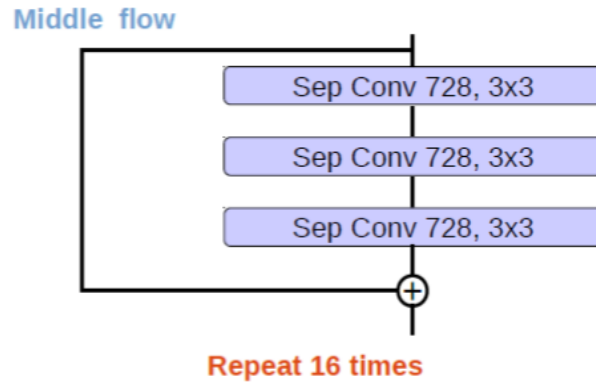 Middle flow
Sep Conv 728, 3x3
Sep Conv 728, 3x3
Sep Conv 728, 3x3
+
Repeat 16 times